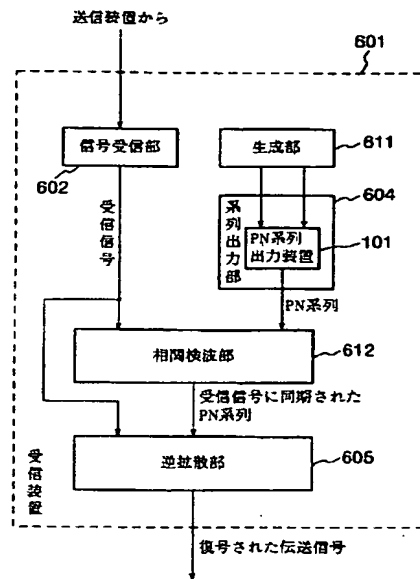 送信装置から
601
信号受信部
602
生成部
611
受信信号
系列出力部
604
PN系列
出力装置
101
PN系列
相関検波部
612
受信信号に同期された
PN系列
逆拡散部
605
受信装置
復号された伝送信号